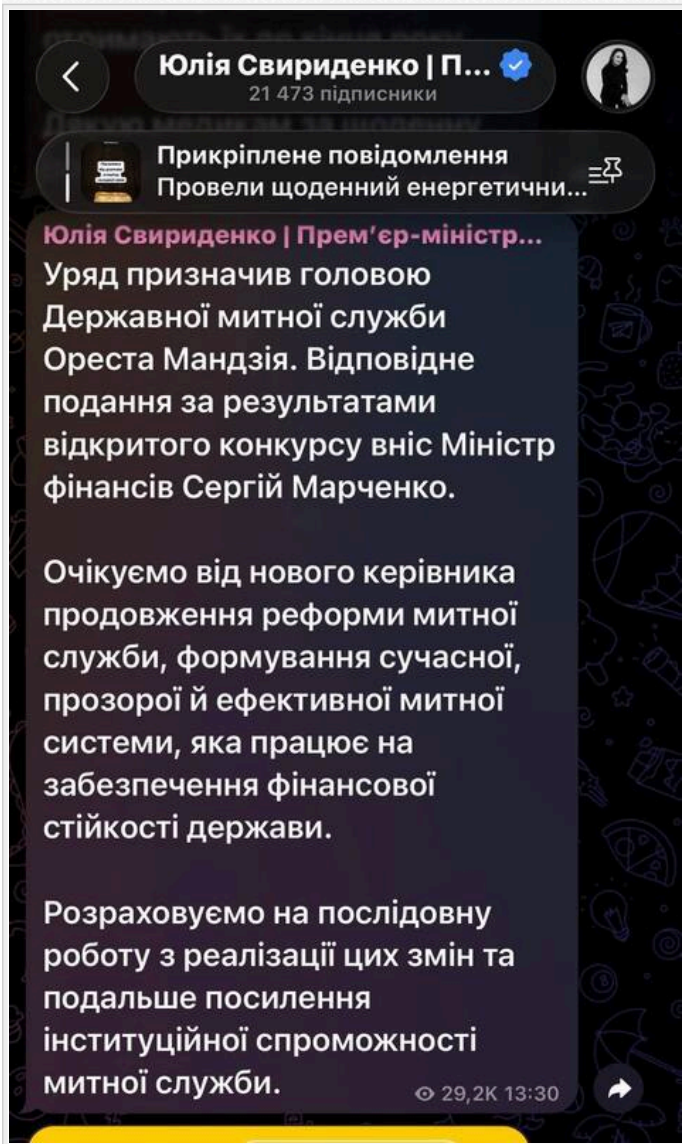 Юлія Свириденко | П...
21 473 підписники
Прикріплене повідомлення
Провели щоденний енергетични...
Юлія Свириденко | Прем’єр-міністр...
Уряд призначив головою
Державної митної служби
Ореста Мандзія. Відповідне
подання за результатами
відкритого конкурсу вніс Міністр
фінансів Сергій Марченко.
Очікуємо від нового керівника
продовження реформи митної
служби, формування сучасної,
прозорої й ефективної митної
системи, яка працює на
забезпечення фінансової
стійкості держави.
Розраховуємо на послідовну
роботу з реалізації цих змін та
подальше посилення
інституційної спроможності
митної служби.
29,2K 13:30